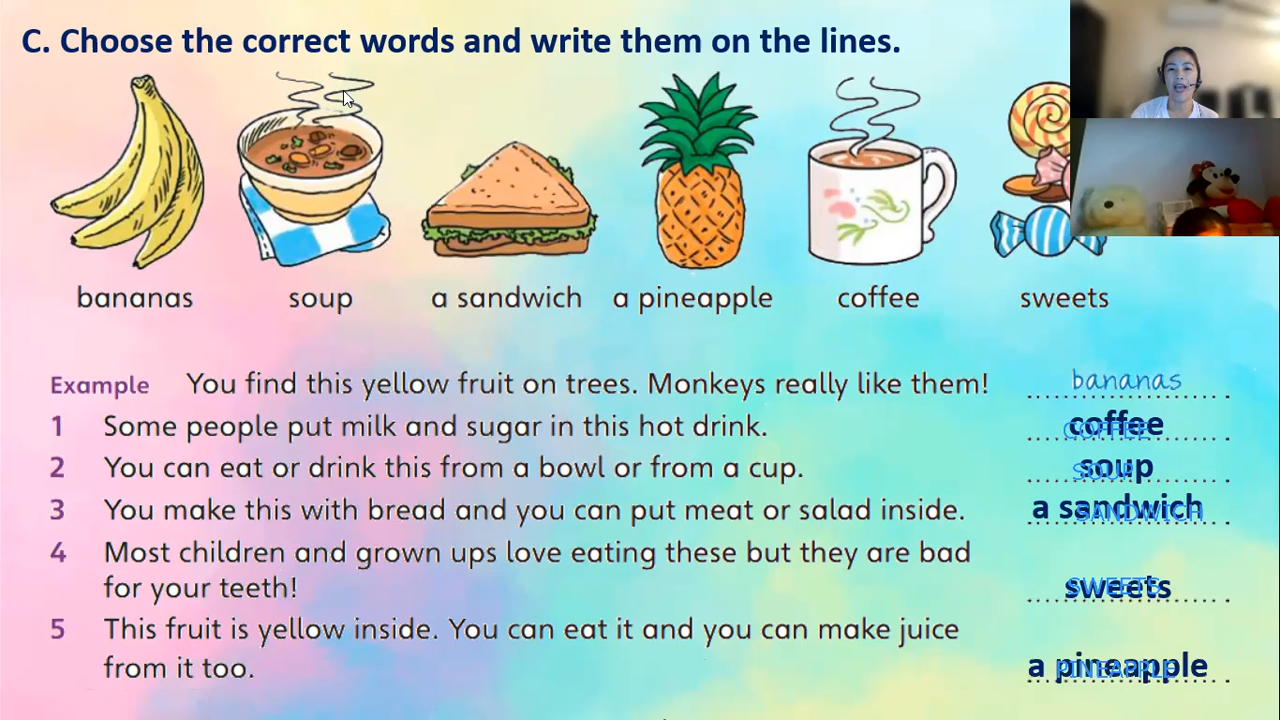 C. Choose the correct words and write them on the lines.
bananas soup a sandwich a pineapple coffee sweets
Example You find this yellow fruit on trees. Monkeys really like them! bananas
1 Some people put milk and sugar in this hot drink. coffee COFFEE
2 You can eat or drink this from a bowl or from a cup. soup SOUP
3 You make this with bread and you can put meat or salad inside. a sandwich SANDWICH
4 Most children and grown ups love eating these but they are bad
for your teeth! sweets SWEETS
5 This fruit is yellow inside. You can eat it and you can make juice
from it too. a pineapple PINEAPPLE